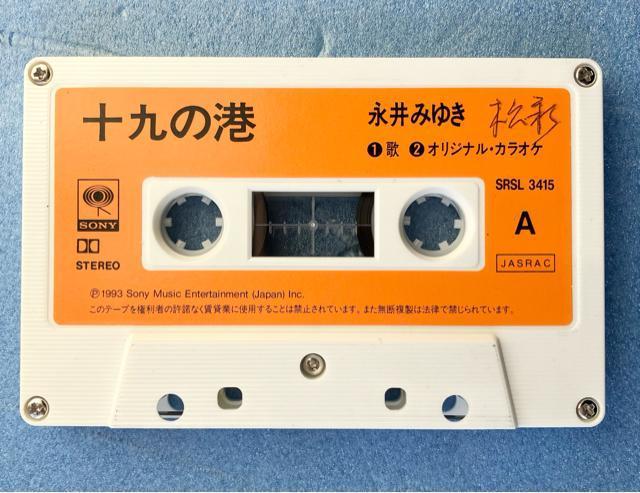 十九の港
永井みゆき
❶歌 ❷オリジナル・カラオケ
SRSL 3415
SONY
A
STEREO
JASRAC
Ⓟ1993 Sony Music Entertainment (Japan) Inc.
このテープを権利者の許諾なく賃貸業に使用することは禁止されています。また無断複製は法律で禁じられています。